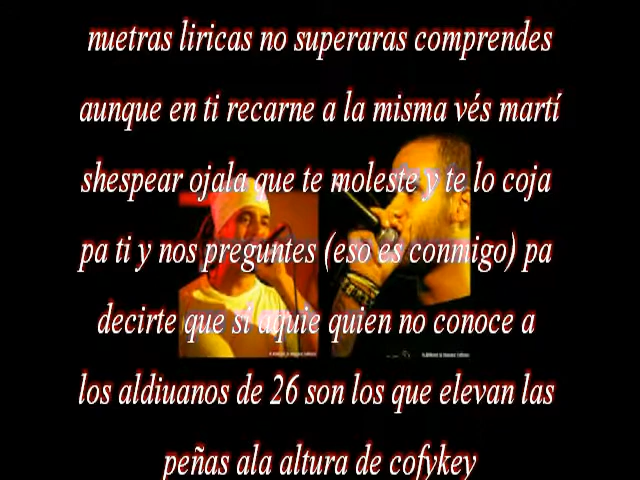 nuetras liricas no superaras comprendes
aunque en ti recarne a la misma vés martí
shespear ojala que te moleste y te lo coja
pa ti y nos preguntes (eso es conmigo) pa
decirte que si aquie quien no conoce a
los aldiuanos de 26 son los que elevan las
peñas ala altura de cofykey